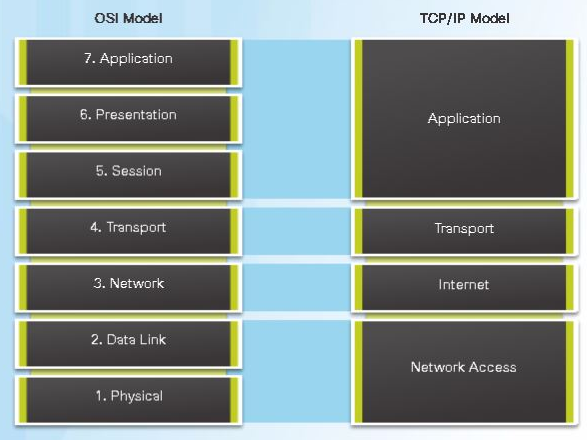 OSI Model
TCP/IP Model
7. Application
6. Presentation
5. Session
4. Transport
3. Network
2. Data Link
1. Physical
Application
Transport
Internet
Network Access